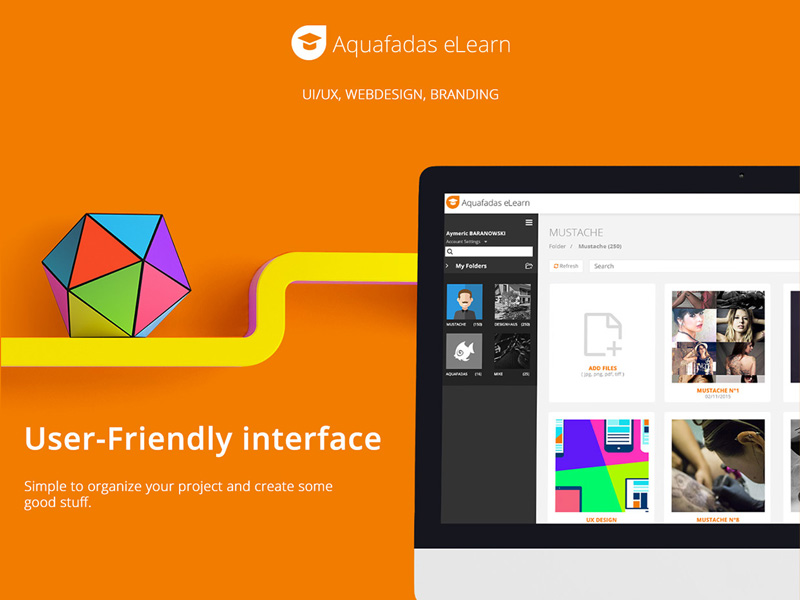 Aquafadas eLearn
UI/UX, WEBDESIGN, BRANDING
User-Friendly interface
Simple to organize your project and create some
good stuff.
Aquafadas eLearn
Aymeric BARANOWSKI
Account Settings
My Folders
MUSTACHE (150)
DESIGNHAUS (250)
AQUAFADAS (16)
MIKE (25)
MUSTACHE
Folder / Mustache (250)
Refresh
Search
ADD FILES
(.jpg, .png, .pdf, .tiff )
MUSTACHE N°1
02/11/2015
UX DESIGN
MUSTACHE N°8